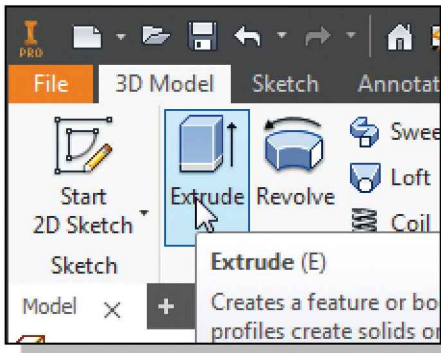 I
PRO
File 3D Model Sketch
Start
2D Sketch
Extrude Revolve
Loft
Coil
Sketch
Extrude (E)
Model × +
Creates a feature or
profiles create solids